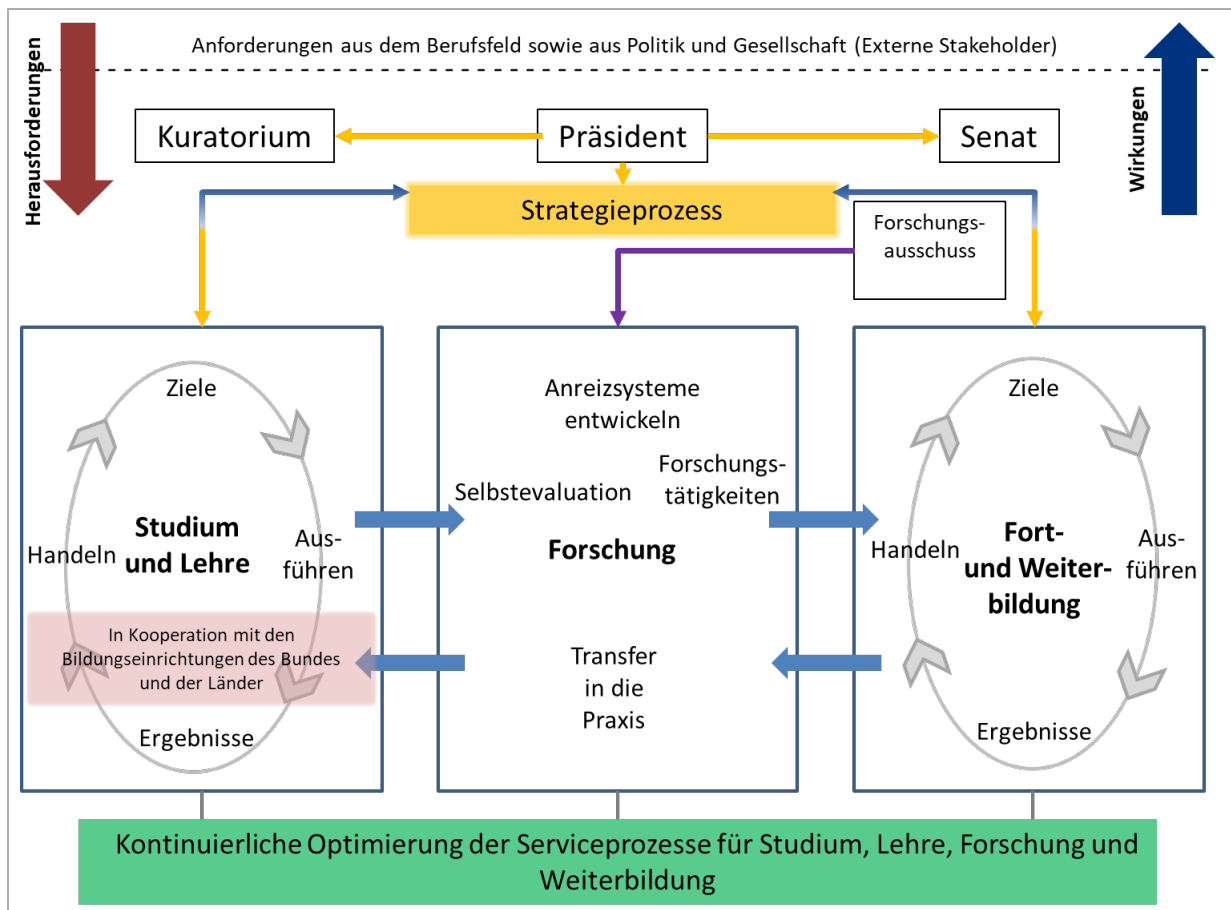 Anforderungen aus dem Berufsfeld sowie aus Politik und Gesellschaft (Externe Stakeholder)
Herausforderungen
Wirkungen
Kuratorium
Präsident
Senat
Strategieprozess
Forschungs-
ausschuss
Ziele
Studium
und Lehre
Handeln
Aus-
führen
In Kooperation mit den
Bildungseinrichtungen des Bundes
und der Länder
Ergebnisse
Anreizsysteme
entwickeln
Selbstevaluation
Forschungs-
tätigkeiten
Forschung
Transfer
in die
Praxis
Ziele
Fort-
und Weiter-
bildung
Handeln
Aus-
führen
Ergebnisse
Kontinuierliche Optimierung der Serviceprozesse für Studium, Lehre, Forschung und
Weiterbildung